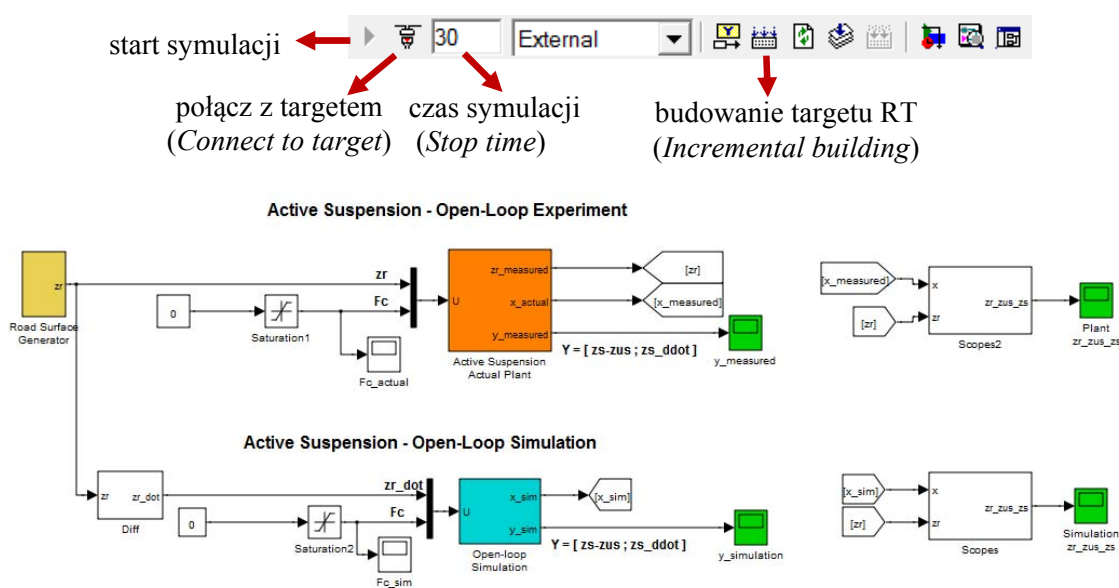 start symulacji
30
External
Y
połącz z targetem
(Connect to target)
czas symulacji
(Stop time)
budowanie targetu RT
(Incremental building)
Active Suspension - Open-Loop Experiment
zr
Road Surface
Generator
0
Saturation1
zr
Fc
Fc_actual
U
zr_measured
x_actual
y_measured
Active Suspension
Actual Plant
[zr]
[x_measured]
Y = [ zs-zus ; zs_ddot ]
y_measured
[x_measured]
[zr]
x
zr
zr_zus_zs
Scopes2
Plant
zr_zus_zs
Active Suspension - Open-Loop Simulation
zr
zr_dot
Diff
0
Saturation2
zr_dot
Fc
Fc_sim
U
x_sim
y_sim
Open-loop
Simulation
[x_sim]
Y = [ zs-zus ; zs_ddot ]
y_simulation
[x_sim]
[zr]
x
zr
zr_zus_zs
Scopes
Simulation
zr_zus_zs